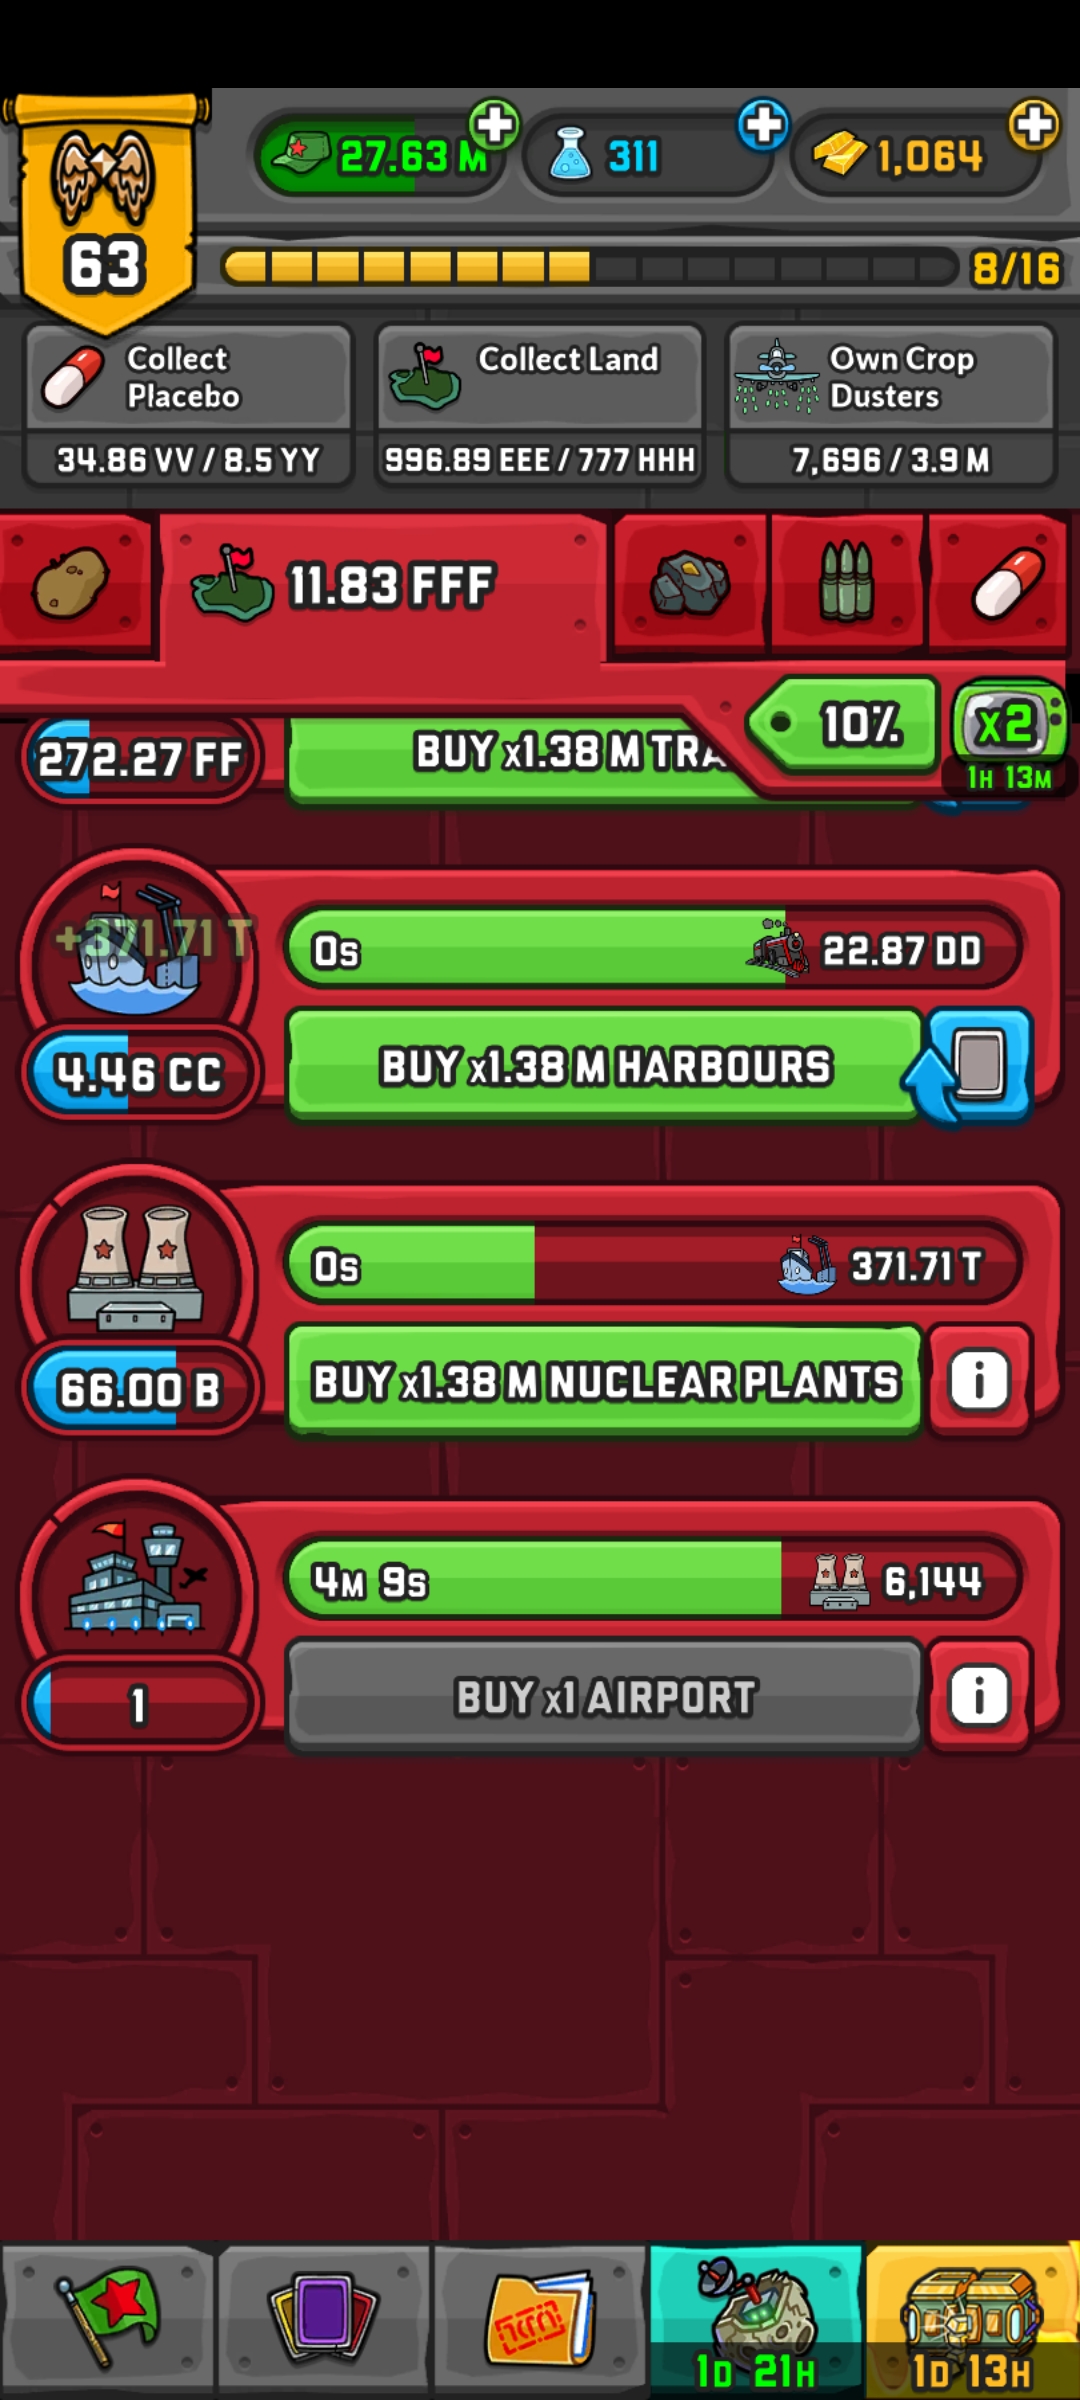 27.63 M
311
1,064
63
8/16
Collect
Placebo
34.86 VV / 8.5 YY
Collect Land
996.89 EEE / 777 HHH
Own Crop
Dusters
7,696 / 3.9 M
11.83 FFF
10%
X2
1H 13M
272.27 FF
BUY x1.38 M TRA
+371.71 T
0s
22.87 DD
4.46 CC
BUY x1.38 M HARBOURS
0s
371.71 T
66.00 B
BUY x1.38 M NUCLEAR PLANTS
i
4M 9s
6,144
1
BUY x1 AIRPORT
i
1D 21H
1D 13H